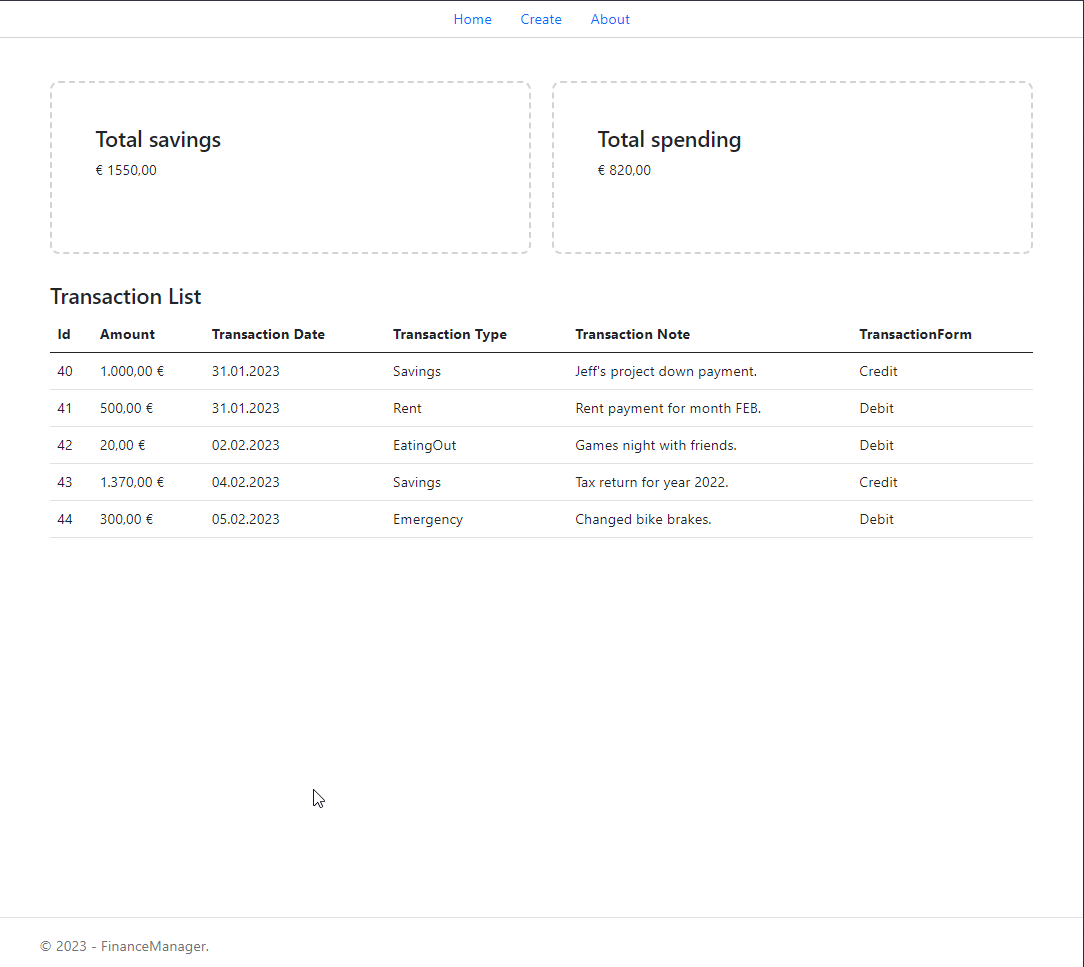 Home Create About
Total savings
€ 1550,00
Total spending
€ 820,00
Transaction List
Id Amount Transaction Date Transaction Type Transaction Note TransactionForm
40 1.000,00 € 31.01.2023 Savings Jeff's project down payment. Credit
41 500,00 € 31.01.2023 Rent Rent payment for month FEB. Debit
42 20,00 € 02.02.2023 EatingOut Games night with friends. Debit
43 1.370,00 € 04.02.2023 Savings Tax return for year 2022. Credit
44 300,00 € 05.02.2023 Emergency Changed bike brakes. Debit
© 2023 - FinanceManager.